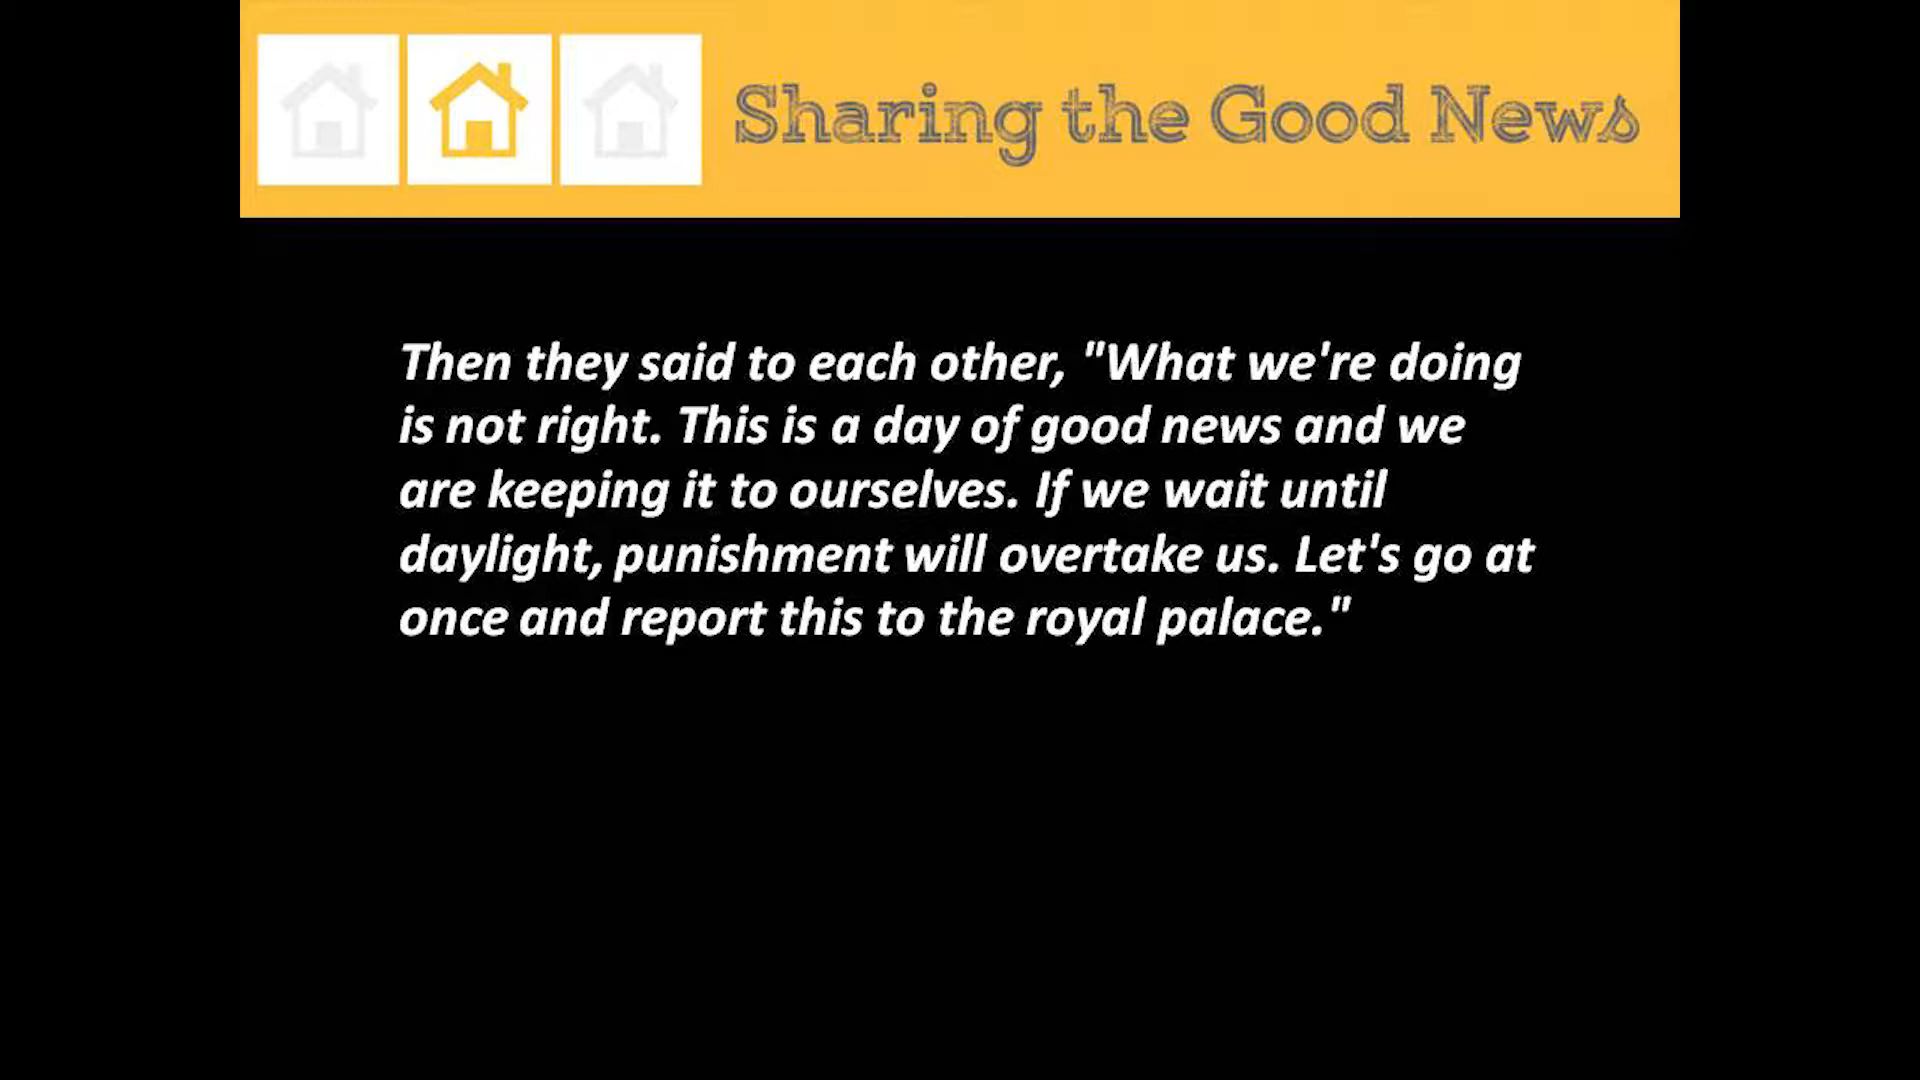 Sharing the Good News
Then they said to each other, "What we're doing
is not right. This is a day of good news and we
are keeping it to ourselves. If we wait until
daylight, punishment will overtake us. Let's go at
once and report this to the royal palace."